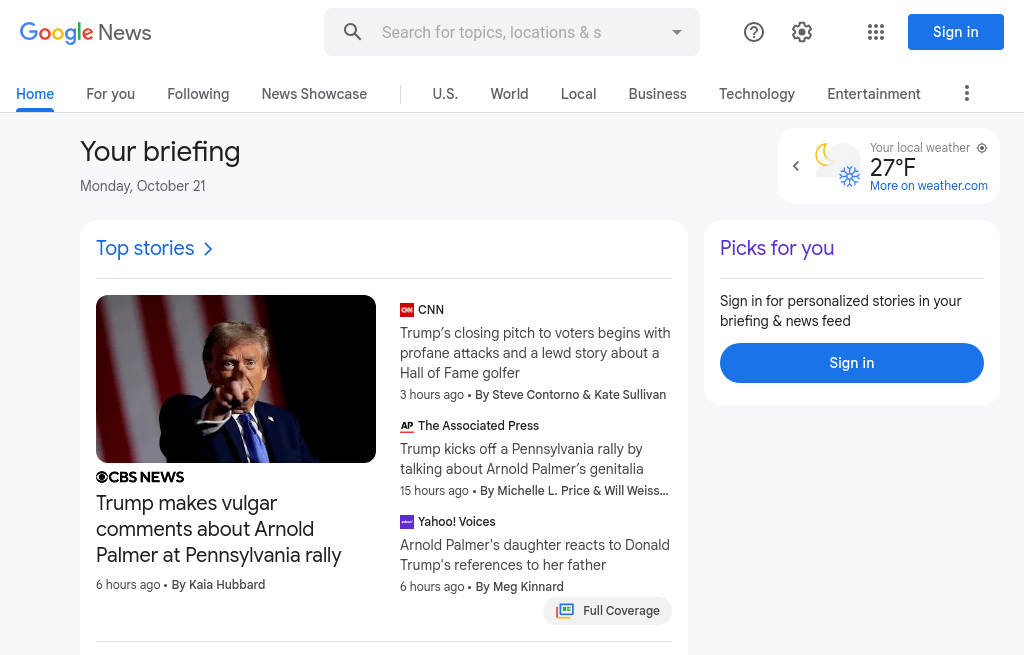 Google News
Search for topics, locations & s
Sign in
Home
For you
Following
News Showcase
U.S.
World
Local
Business
Technology
Entertainment
Your briefing
Monday, October 21
Your local weather
27°F
More on weather.com
Top stories
CBS NEWS
Trump makes vulgar
comments about Arnold
Palmer at Pennsylvania rally
6 hours ago • By Kaia Hubbard
CNN
CNN
Trump’s closing pitch to voters begins with
profane attacks and a lewd story about a
Hall of Fame golfer
3 hours ago • By Steve Contorno & Kate Sullivan
AP
The Associated Press
Trump kicks off a Pennsylvania rally by
talking about Arnold Palmer’s genitalia
15 hours ago • By Michelle L. Price & Will Weiss...
yahoo!
Yahoo! Voices
Arnold Palmer's daughter reacts to Donald
Trump's references to her father
6 hours ago • By Meg Kinnard
Full Coverage
Picks for you
Sign in for personalized stories in your
briefing & news feed
Sign in